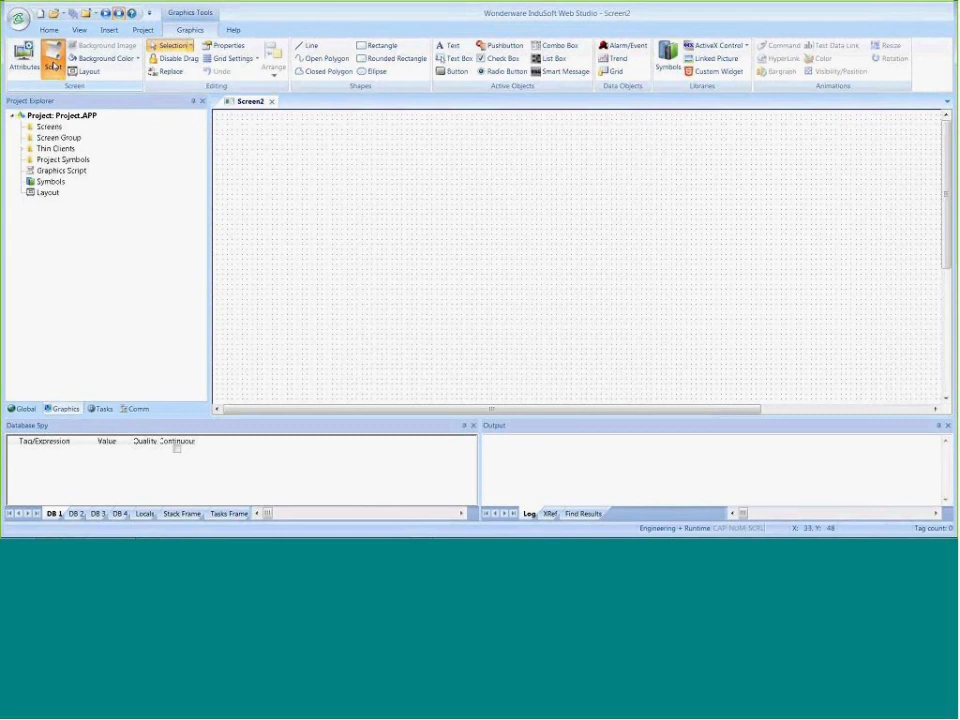 Graphics Tools
Wonderware InduSoft Web Studio - Screen2
Home View Insert Project Graphics Help
Attributes Script Background Image Selection Properties Line Rectangle A Text Pushbutton Combo Box Alarm/Event ActiveX Control Command Text Data Link Resize
Background Color Disable Drag Grid Settings Arrange Open Polygon Rounded Rectangle Text Box Check Box List Box Trend Symbols Linked Picture HyperLink Color Rotation
Layout Replace Undo Closed Polygon Ellipse Button Radio Button Smart Message Grid Custom Widget Bargraph Visibility/Position
Screen Editing Shapes Active Objects Data Objects Libraries Animations
Project Explorer
Screen2
Project: Project.APP
Screens
Screen Group
Thin Clients
Project Symbols
Graphics Script
Symbols
Layout
Global Graphics Tasks Comm
Database Spy
Output
Tag/Expression Value Quality Continuous
DB 1 DB 2 DB 3 DB 4 Locals Stack Frame Tasks Frame
Log XRef Find Results
Engineering + Runtime CAP NUM SCRL X: 33, Y: 48 Tag count: 0